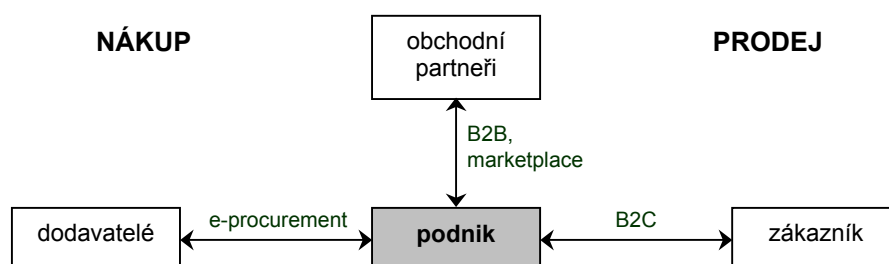 NÁKUP
obchodní
partneři
PRODEJ
B2B,
marketplace
dodavatelé
e-procurement
podnik
B2C
zákazník